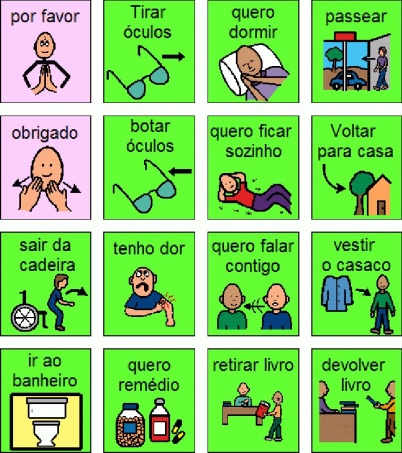 por favor
Tirar
óculos
quero
dormir
passear
obrigado
botar
óculos
quero ficar
sozinho
Voltar
para casa
sair da
cadeira
tenho dor
quero falar
contigo
vestir
o casaco
ir ao
banheiro
quero
remédio
retirar livro
devolver
livro